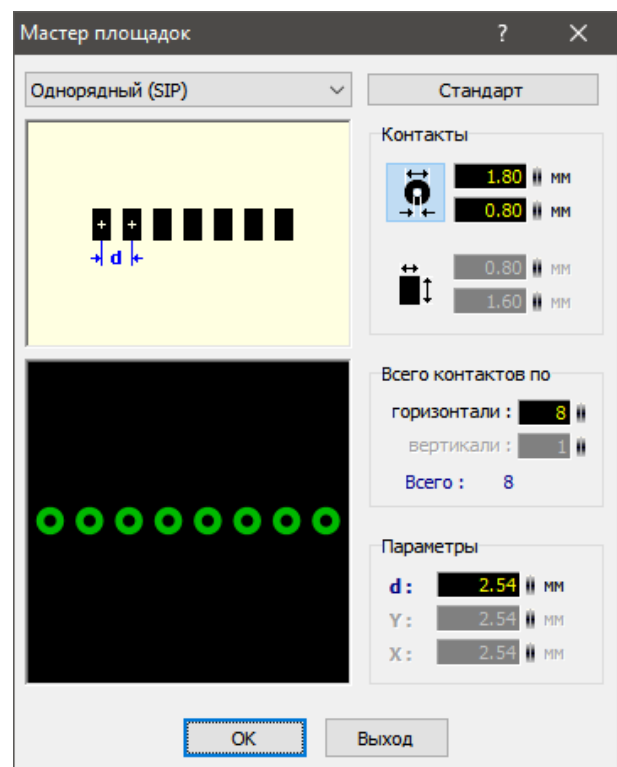 Мастер площадок ?
Однорядный (SIP)
Стандарт
d
Контакты
1.80 мм
0.80 мм
0.80 мм
1.60 мм
Всего контактов по
горизонтали : 8
вертикали : 1
Всего : 8
Параметры
d : 2.54 мм
Y : 2.54 мм
X : 2.54 мм
OK
Выход